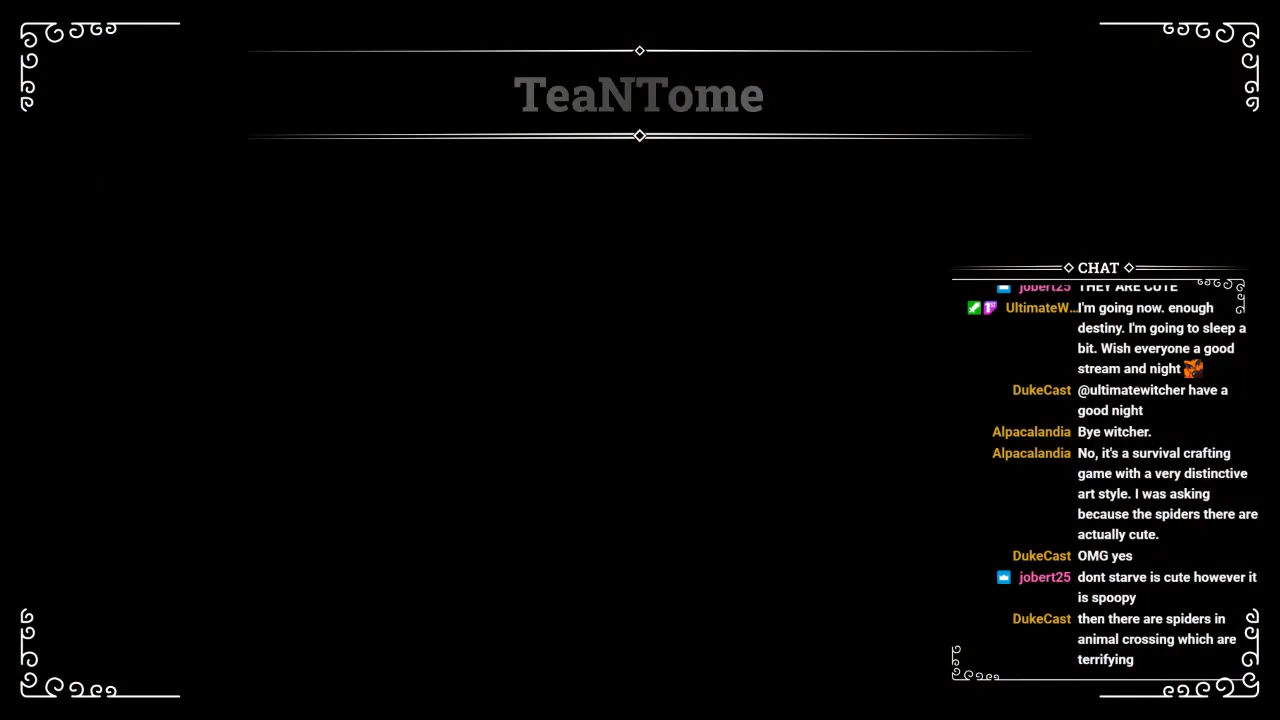 TeaNTome
CHAT
jobert25 THEY ARE CUTE
UltimateW... I'm going now. enough
destiny. I'm going to sleep a
bit. Wish everyone a good
stream and night
DukeCast @ultimatewitcher have a
good night
Alpacalandia Bye witcher.
Alpacalandia No, it's a survival crafting
game with a very distinctive
art style. I was asking
because the spiders there are
actually cute.
DukeCast OMG yes
jobert25 dont starve is cute however it
is spoopy
DukeCast then there are spiders in
animal crossing which are
terrifying